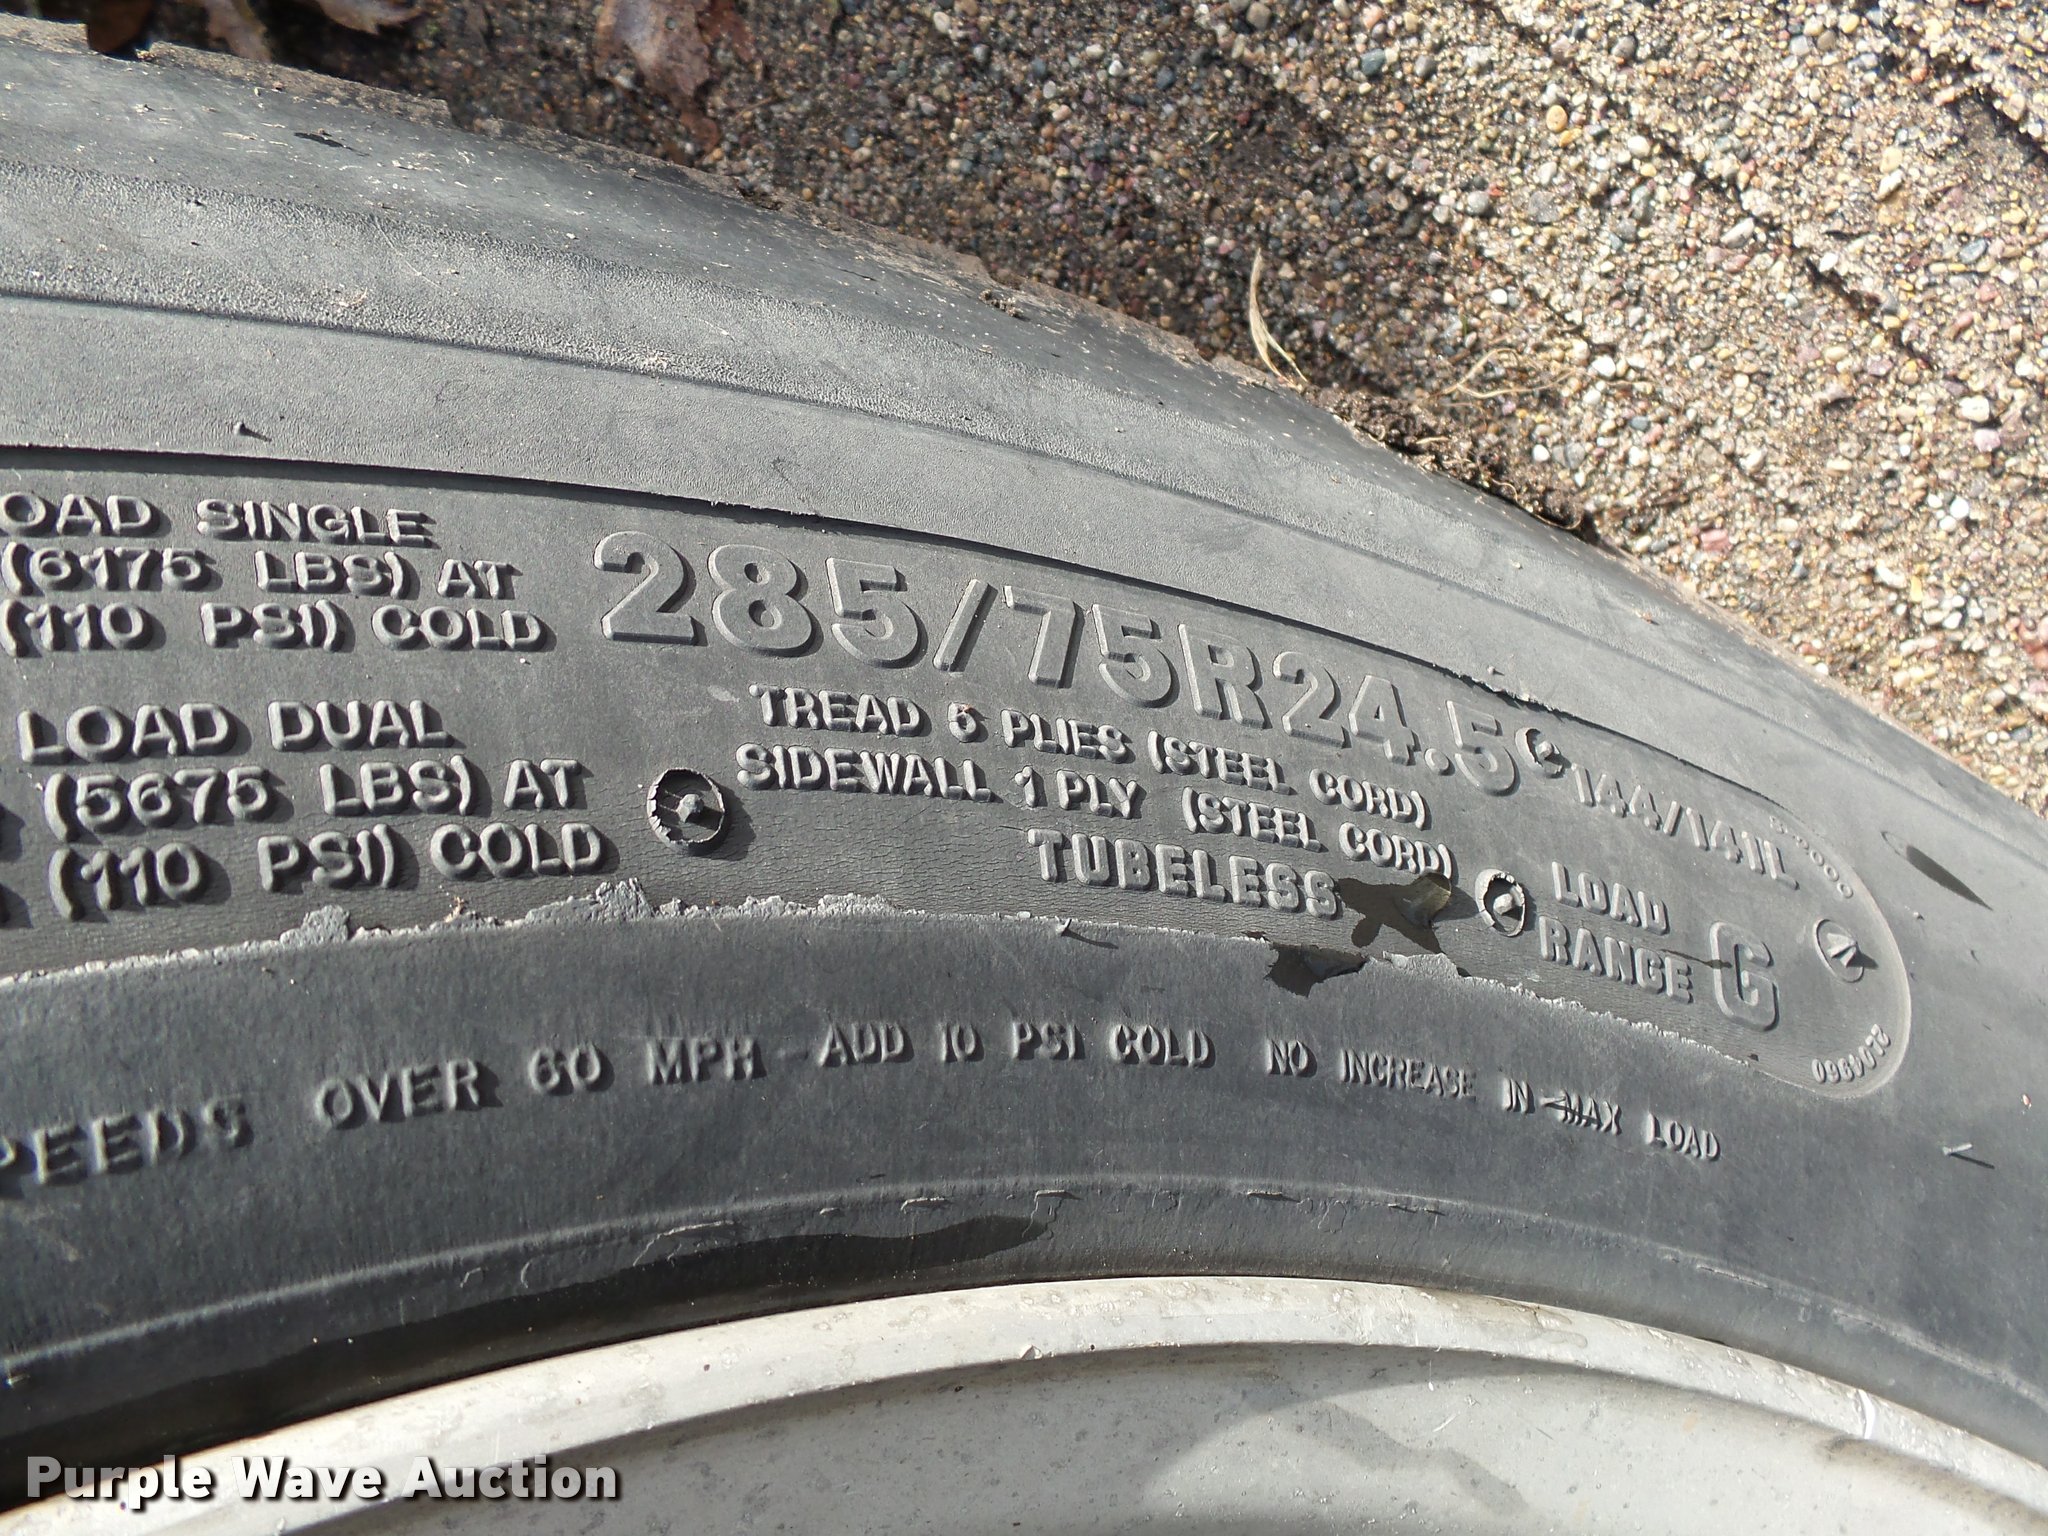 OAD SINGLE
(6175 LBS) AT
(110 PSI) COLD
LOAD DUAL
(5675 LBS) AT
(110 PSI) COLD
285/75R24.5
144/141L
TREAD 5 PLIES (STEEL CORD)
SIDEWALL 1 PLY (STEEL CORD)
TUBELESS
LOAD
RANGE G
PEEDS OVER 60 MPH - ADD 10 PSI COLD NO INCREASE IN MAX LOAD
Purple Wave Auction